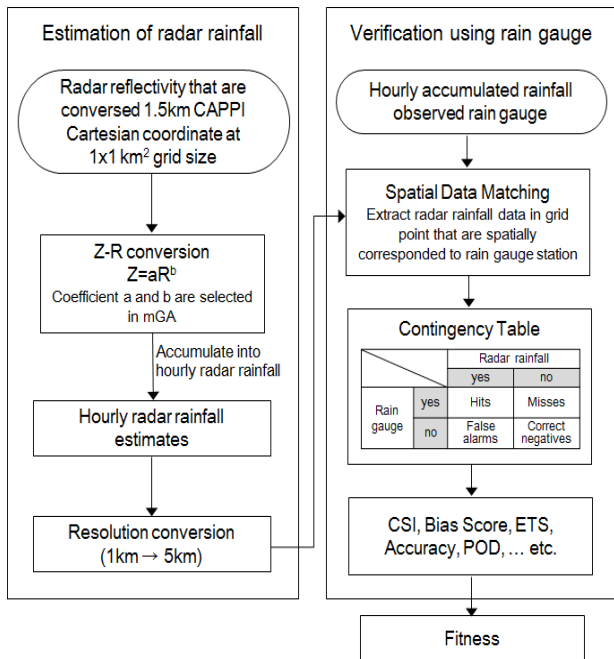 Estimation of radar rainfall
Radar reflectivity that are
conversed 1.5km CAPPI
Cartesian coordinate at
1x1 km² grid size
Z-R conversion
Z=aRᵇ
Coefficient a and b are selected
in mGA
Accumulate into
hourly radar rainfall
Hourly radar rainfall
estimates
Resolution conversion
(1km → 5km)
Verification using rain gauge
Hourly accumulated rainfall
observed rain gauge
Spatial Data Matching
Extract radar rainfall data in grid
point that are spatially
corresponded to rain gauge station
Contingency Table
Radar rainfall
yes no
Rain
gauge
yes Hits Misses
no False
alarms Correct
negatives
CSI, Bias Score, ETS,
Accuracy, POD, … etc.
Fitness